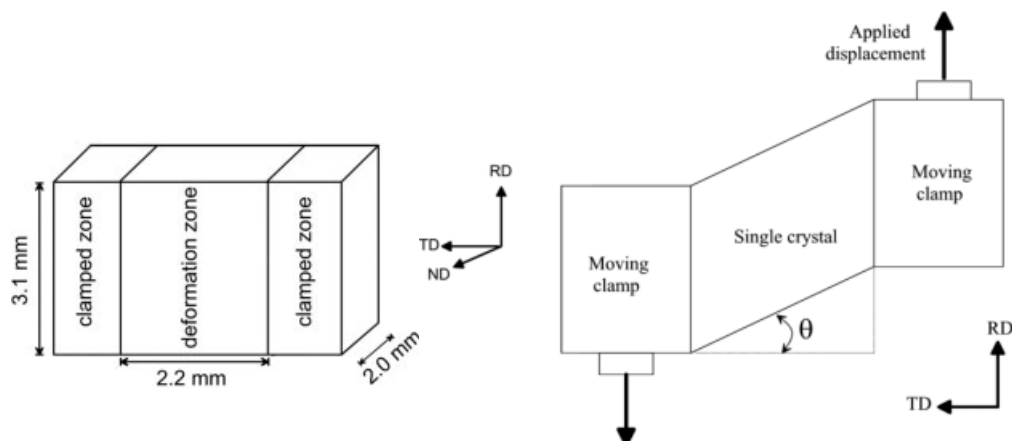 3.1 mm
clamped zone
deformation zone
clamped zone
2.2 mm
2.0 mm
RD
TD
ND
Applied
displacement
Moving
clamp
Single crystal
Moving
clamp
θ
RD
TD